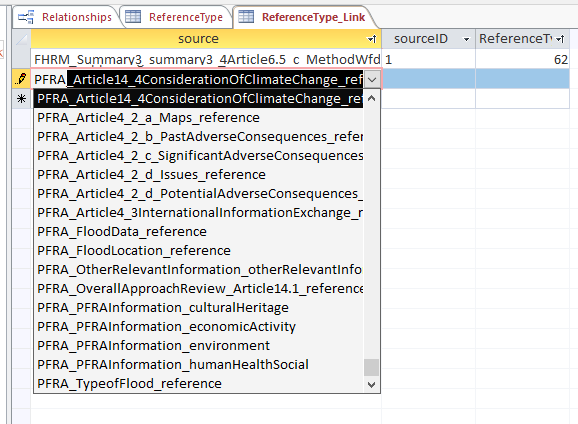 Relationships ReferenceType ReferenceType_Link
source sourceID ReferenceTy
FHRM_Summary3_summary3_4Article6.5_c_MethodWfd 1 62
PFRA_Article14_4ConsiderationOfClimateChange_ref
PFRA_Article14_4ConsiderationOfClimateChange_ref
PFRA_Article4_2_a_Maps_reference
PFRA_Article4_2_b_PastAdverseConsequences_refer
PFRA_Article4_2_c_SignificantAdverseConsequences
PFRA_Article4_2_d_Issues_reference
PFRA_Article4_2_d_PotentialAdverseConsequences_
PFRA_Article4_3InternationalInformationExchange_r
PFRA_FloodData_reference
PFRA_FloodLocation_reference
PFRA_OtherRelevantInformation_otherRelevantInfo
PFRA_OverallApproachReview_Article14.1_reference
PFRA_PFRAInformation_culturalHeritage
PFRA_PFRAInformation_economicActivity
PFRA_PFRAInformation_environment
PFRA_PFRAInformation_humanHealthSocial
PFRA_TypeofFlood_reference